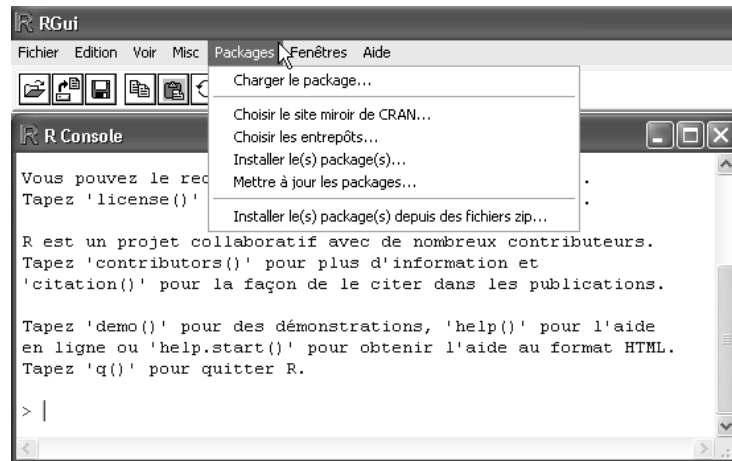 RGui
Fichier Edition Voir Misc Packages Fenêtres Aide
Charger le package...
Choisir le site miroir de CRAN...
Choisir les entrepôts...
Installer le(s) package(s)...
Mettre à jour les packages...
Installer le(s) package(s) depuis des fichiers zip...
R Console
Vous pouvez le
Tapez 'license()'
R est un projet collaboratif avec de nombreux contributeurs.
Tapez 'contributors()' pour plus d'information et
'citation()' pour la façon de le citer dans les publications.
Tapez 'demo()' pour des démonstrations, 'help()' pour l'aide
en ligne ou 'help.start()' pour obtenir l'aide au format HTML.
Tapez 'q()' pour quitter R.
>